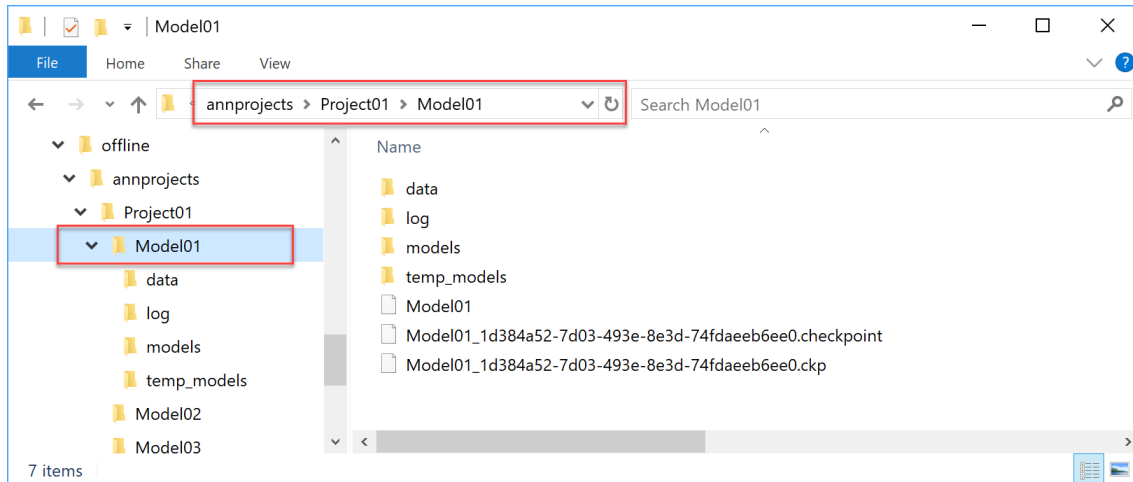 Model01
File Home Share View
annprojects Project01 Model01 Search Model01
offline
annprojects
Project01
Model01
data
log
models
temp_models
Model02
Model03
Name
data
log
models
temp_models
Model01
Model01_1d384a52-7d03-493e-8e3d-74fdaeeb6ee0.checkpoint
Model01_1d384a52-7d03-493e-8e3d-74fdaeeb6ee0.ckp
7 items